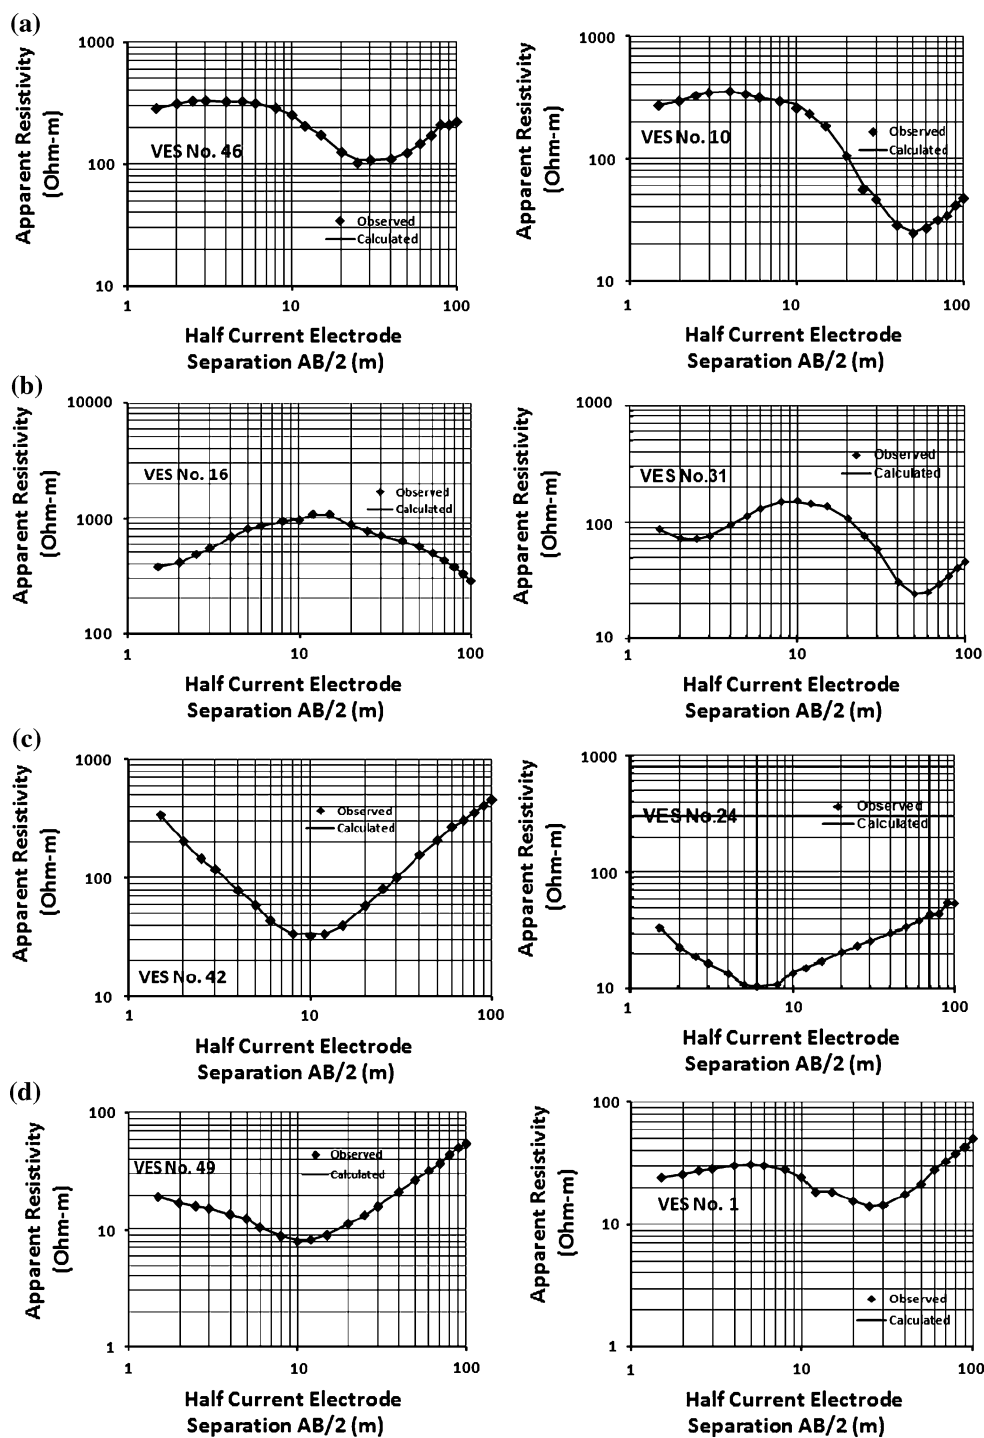 (a)
Apparent Resistivity
(Ohm-m)
1000
100
10
VES No. 46
Observed
Calculated
1
10
100
Half Current Electrode
Separation AB/2 (m)
Apparent Resistivity
(Ohm-m)
1000
100
10
VES No. 10
Observed
Calculated
1
10
100
Half Current Electrode
Separation AB/2 (m)
(b)
Apparent Resistivity
(Ohm-m)
10000
1000
100
VES No. 16
Observed
Calculated
1
10
100
Half Current Electrode
Separation AB/2 (m)
Apparent Resistivity
(Ohm-m)
1000
100
10
VES No.31
Observed
Calculated
1
10
100
Half Current Electrode
Separation AB/2 (m)
(c)
Apparent Resistivity
(Ohm-m)
1000
100
10
VES No. 42
Observed
Calculated
1
10
100
Half Current Electrode
Separation AB/2 (m)
Apparent Resistivity
(Ohm-m)
1000
100
10
VES No.24
Observed
Calculated
1
10
100
Half Current Electrode
Separation AB/2 (m)
(d)
Apparent Resistivity
(Ohm-m)
100
10
1
VES No. 49
Observed
Calculated
1
10
100
Half Current Electrode
Separation AB/2 (m)
Apparent Resistivity
(Ohm-m)
100
10
1
VES No. 1
Observed
Calculated
1
10
100
Half Current Electrode
Separation AB/2 (m)